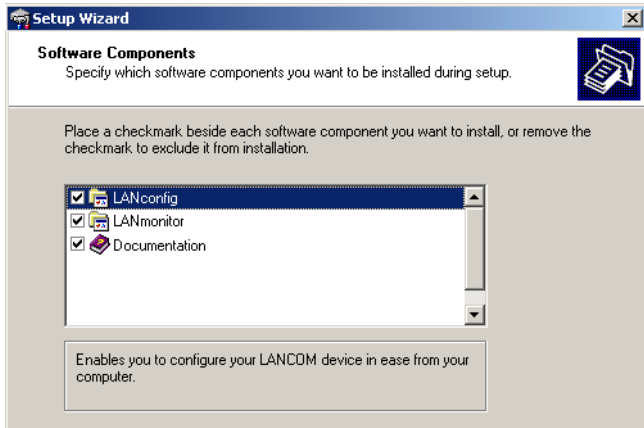 Setup Wizard
Software Components
Specify which software components you want to be installed during setup.
Place a checkmark beside each software component you want to install, or remove the
checkmark to exclude it from installation.
LANconfig
LANmonitor
Documentation
Enables you to configure your LANCOM device in ease from your
computer.